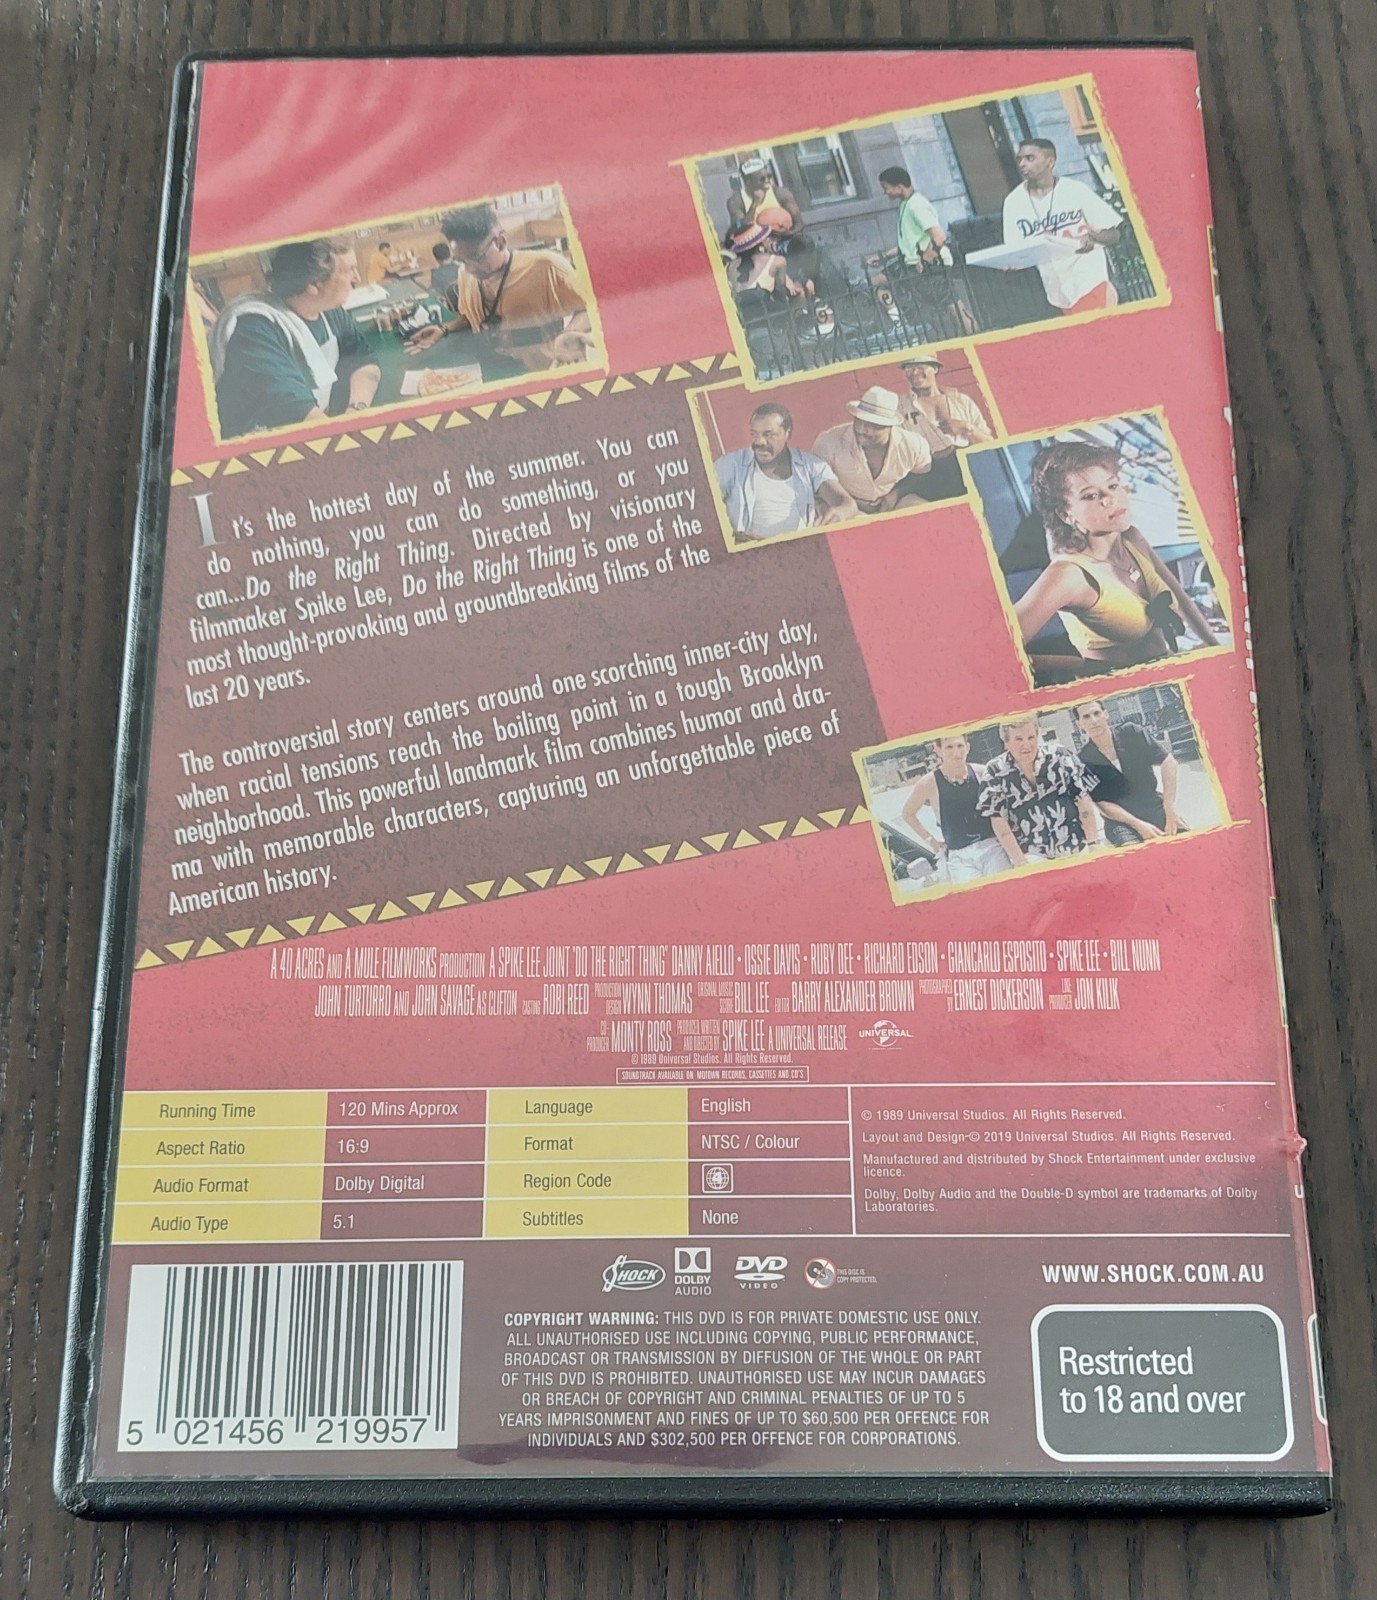 Dodgers
It's the hottest day of the summer. You can
do nothing, you can do something, or you
can...Do the Right Thing. Directed by visionary
filmmaker Spike Lee, Do the Right Thing is one of the
most thought-provoking and groundbreaking films of the
last 20 years.
The controversial story centers around one scorching inner-city day,
when racial tensions reach the boiling point in a tough Brooklyn
neighborhood. This powerful landmark film combines humor and dra-
ma with memorable characters, capturing an unforgettable piece of
American history.
A 40 ACRES AND A MULE FILMWORKS PRODUCTION A SPIKE LEE JOINT "DO THE RIGHT THING" DANNY AIELLO • OSSIE DAVIS • RUBY DEE • RICHARD EDSON • GIANCARLO ESPOSITO • SPIKE LEE • BILL NUNN
JOHN TURTURRO AND JOHN SAVAGE AS CLIFTON CASTING ROBI REED PRODUCTION DESIGN WYNN THOMAS ORIGINAL MUSIC SCORE BILL LEE EDITOR BARRY ALEXANDER BROWN PHOTOGRAPHED BY ERNEST DICKERSON LINE PRODUCER JON KILIK
CO-PRODUCER MONTY ROSS PRODUCED WRITTEN AND DIRECTED BY SPIKE LEE A UNIVERSAL RELEASE UNIVERSAL
© 1989 Universal Studios. All Rights Reserved.
SOUNDTRACK AVAILABLE ON MOTOWN RECORDS, CASSETTES AND CD'S
Running Time 120 Mins Approx Language English
Aspect Ratio 16:9 Format NTSC / Colour
Audio Format Dolby Digital Region Code
Audio Type 5.1 Subtitles None
© 1989 Universal Studios. All Rights Reserved.
Layout and Design © 2019 Universal Studios. All Rights Reserved.
Manufactured and distributed by Shock Entertainment under exclusive
licence.
Dolby, Dolby Audio and the Double-D symbol are trademarks of Dolby
Laboratories.
SHOCK
DOLBY
AUDIO
DVD
VIDEO
THIS DISC IS
COPY PROTECTED.
WWW.SHOCK.COM.AU
COPYRIGHT WARNING: THIS DVD IS FOR PRIVATE DOMESTIC USE ONLY.
ALL UNAUTHORISED USE INCLUDING COPYING, PUBLIC PERFORMANCE,
BROADCAST OR TRANSMISSION BY DIFFUSION OF THE WHOLE OR PART
OF THIS DVD IS PROHIBITED. UNAUTHORISED USE MAY INCUR DAMAGES
OR BREACH OF COPYRIGHT AND CRIMINAL PENALTIES OF UP TO 5
YEARS IMPRISONMENT AND FINES OF UP TO $60,500 PER OFFENCE FOR
INDIVIDUALS AND $302,500 PER OFFENCE FOR CORPORATIONS.
Restricted
to 18 and over
5 021456 219957